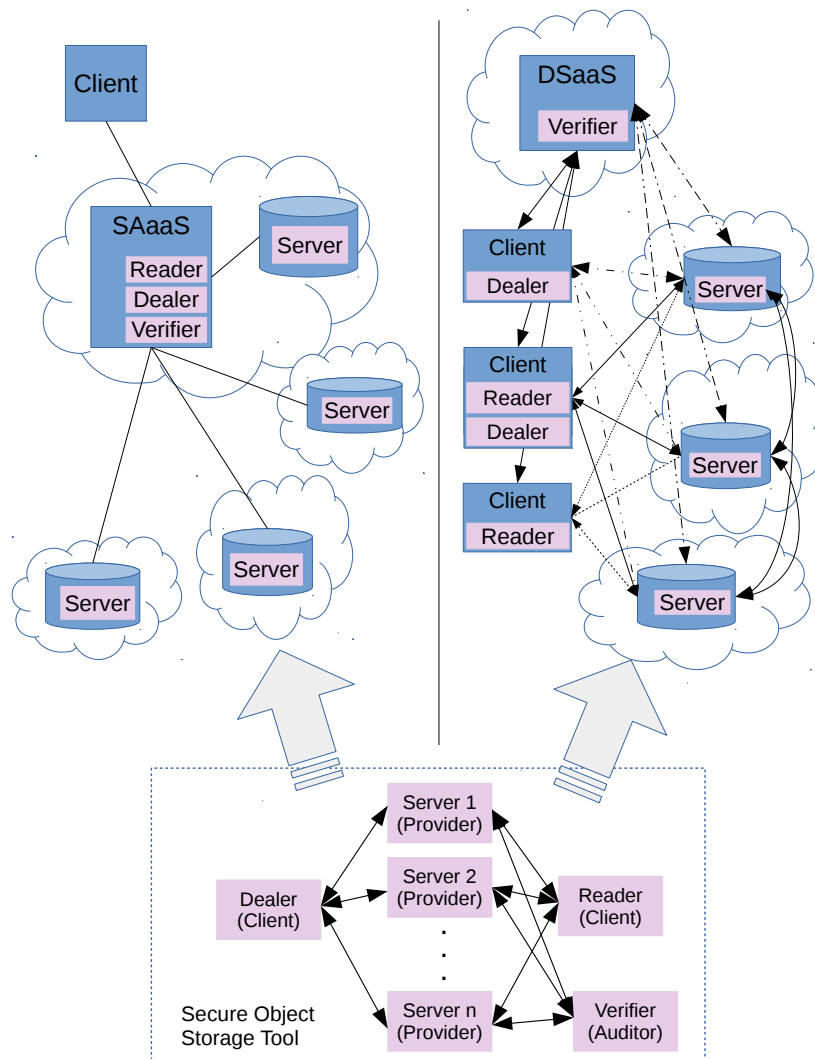 Client
SAaaS
Reader
Dealer
Verifier
Server
Server
Server
Server
DSaaS
Verifier
Client
Dealer
Client
Reader
Dealer
Client
Reader
Server
Server
Server
Server 1
(Provider)
Server 2
(Provider)
.
.
.
Server n
(Provider)
Dealer
(Client)
Reader
(Client)
Verifier
(Auditor)
Secure Object
Storage Tool